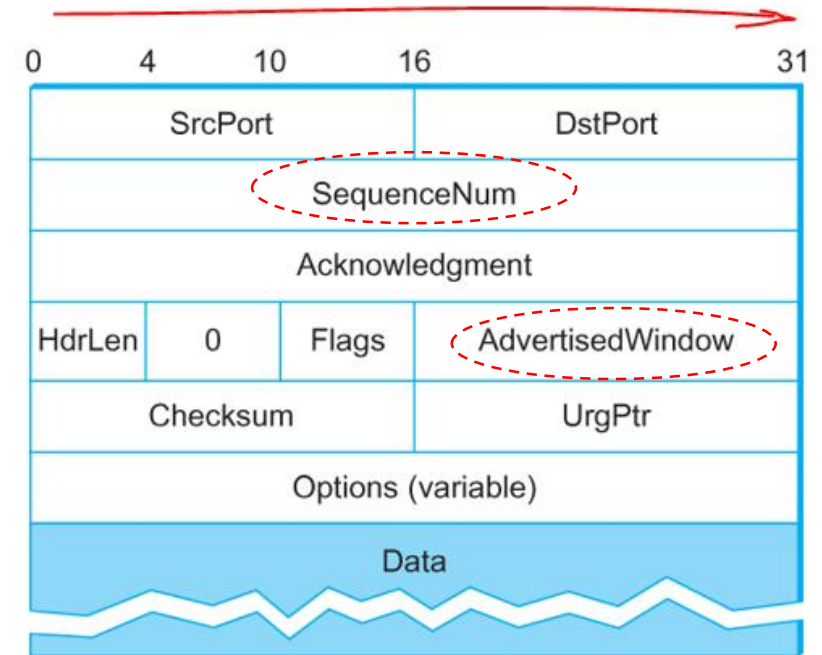 0 4 10 16 31
SrcPort DstPort
SequenceNum
Acknowledgment
HdrLen 0 Flags AdvertisedWindow
Checksum UrgPtr
Options (variable)
Data